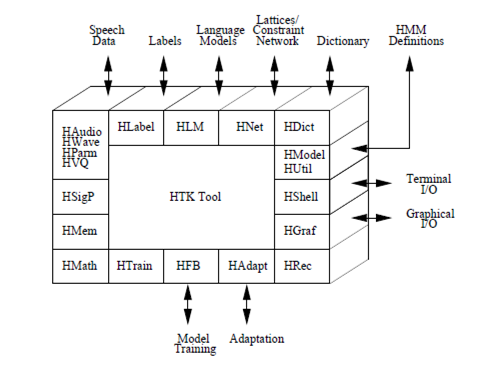 Speech
Data
Labels
Language
Models
Lattices/
Constraint
Network
Dictionary
HMM
Definitions
HAudio
HWave
HParm
HVQ
HLabel
HLM
HNet
HDict
HModel
HUtil
HSigP
HTK Tool
HShell
Terminal
I/O
HMem
HGraf
Graphical
I/O
HMath
HTrain
HFB
HAdapt
HRec
Model
Training
Adaptation